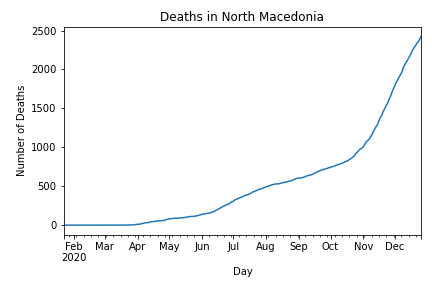 Deaths in North Macedonia
Number of Deaths
2500
2000
1500
1000
500
0
Feb Mar Apr May Jun Jul Aug Sep Oct Nov Dec
2020
Day